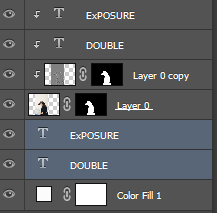 ExPOSURE
DOUBLE
Layer 0 copy
Layer 0
ExPOSURE
DOUBLE
Color Fill 1